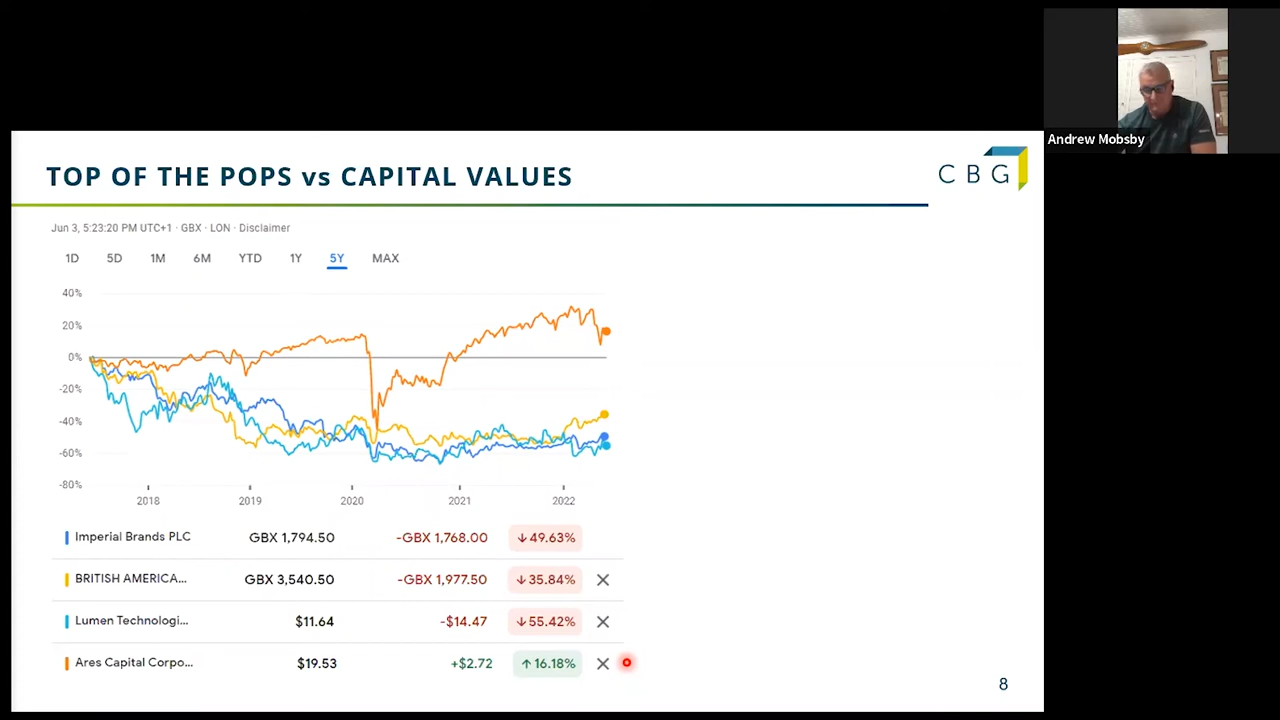 Andrew Mobsby
TOP OF THE POPS vs CAPITAL VALUES
CBG
Jun 3, 5:23:20 PM UTC+1 · GBX · LON · Disclaimer
1D 5D 1M 6M YTD 1Y 5Y MAX
40%
20%
0%
-20%
-40%
-60%
-80%
2018 2019 2020 2021 2022
Imperial Brands PLC GBX 1,794.50 -GBX 1,768.00 ↓49.63%
BRITISH AMERICA... GBX 3,540.50 -GBX 1,977.50 ↓35.84%
Lumen Technologi... $11.64 -$14.47 ↓55.42%
Ares Capital Corpo... $19.53 +$2.72 ↑16.18%
8